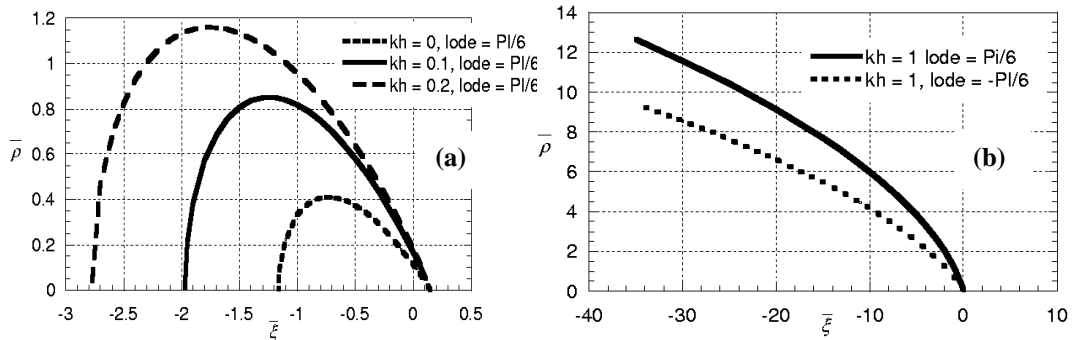 1.2
1
0.8
0.6
0.4
0.2
0
ρ̅
-3 -2.5 -2 -1.5 -1 -0.5 0 0.5
ξ̅
kh = 0, lode = PI/6
kh = 0.1, lode = PI/6
kh = 0.2, lode = PI/6
(a)
14
12
10
8
6
4
2
0
ρ̅
-40 -30 -20 -10 0 10
ξ̅
kh = 1 lode = Pi/6
kh = 1, lode = -PI/6
(b)